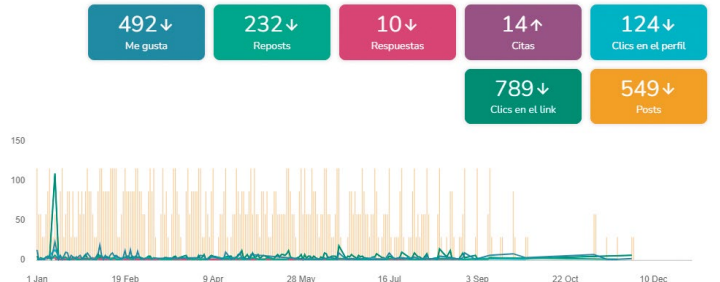 492↓ 232↓ 10↓ 14↑ 124↓
Me gusta Reposts Respuestas Citas Clics en el perfil
789↓ 549↓
Clics en el link Posts
150
100
50
0
1 Jan 19 Feb 9 Apr 28 May 16 Jul 3 Sep 22 Oct 10 Dec